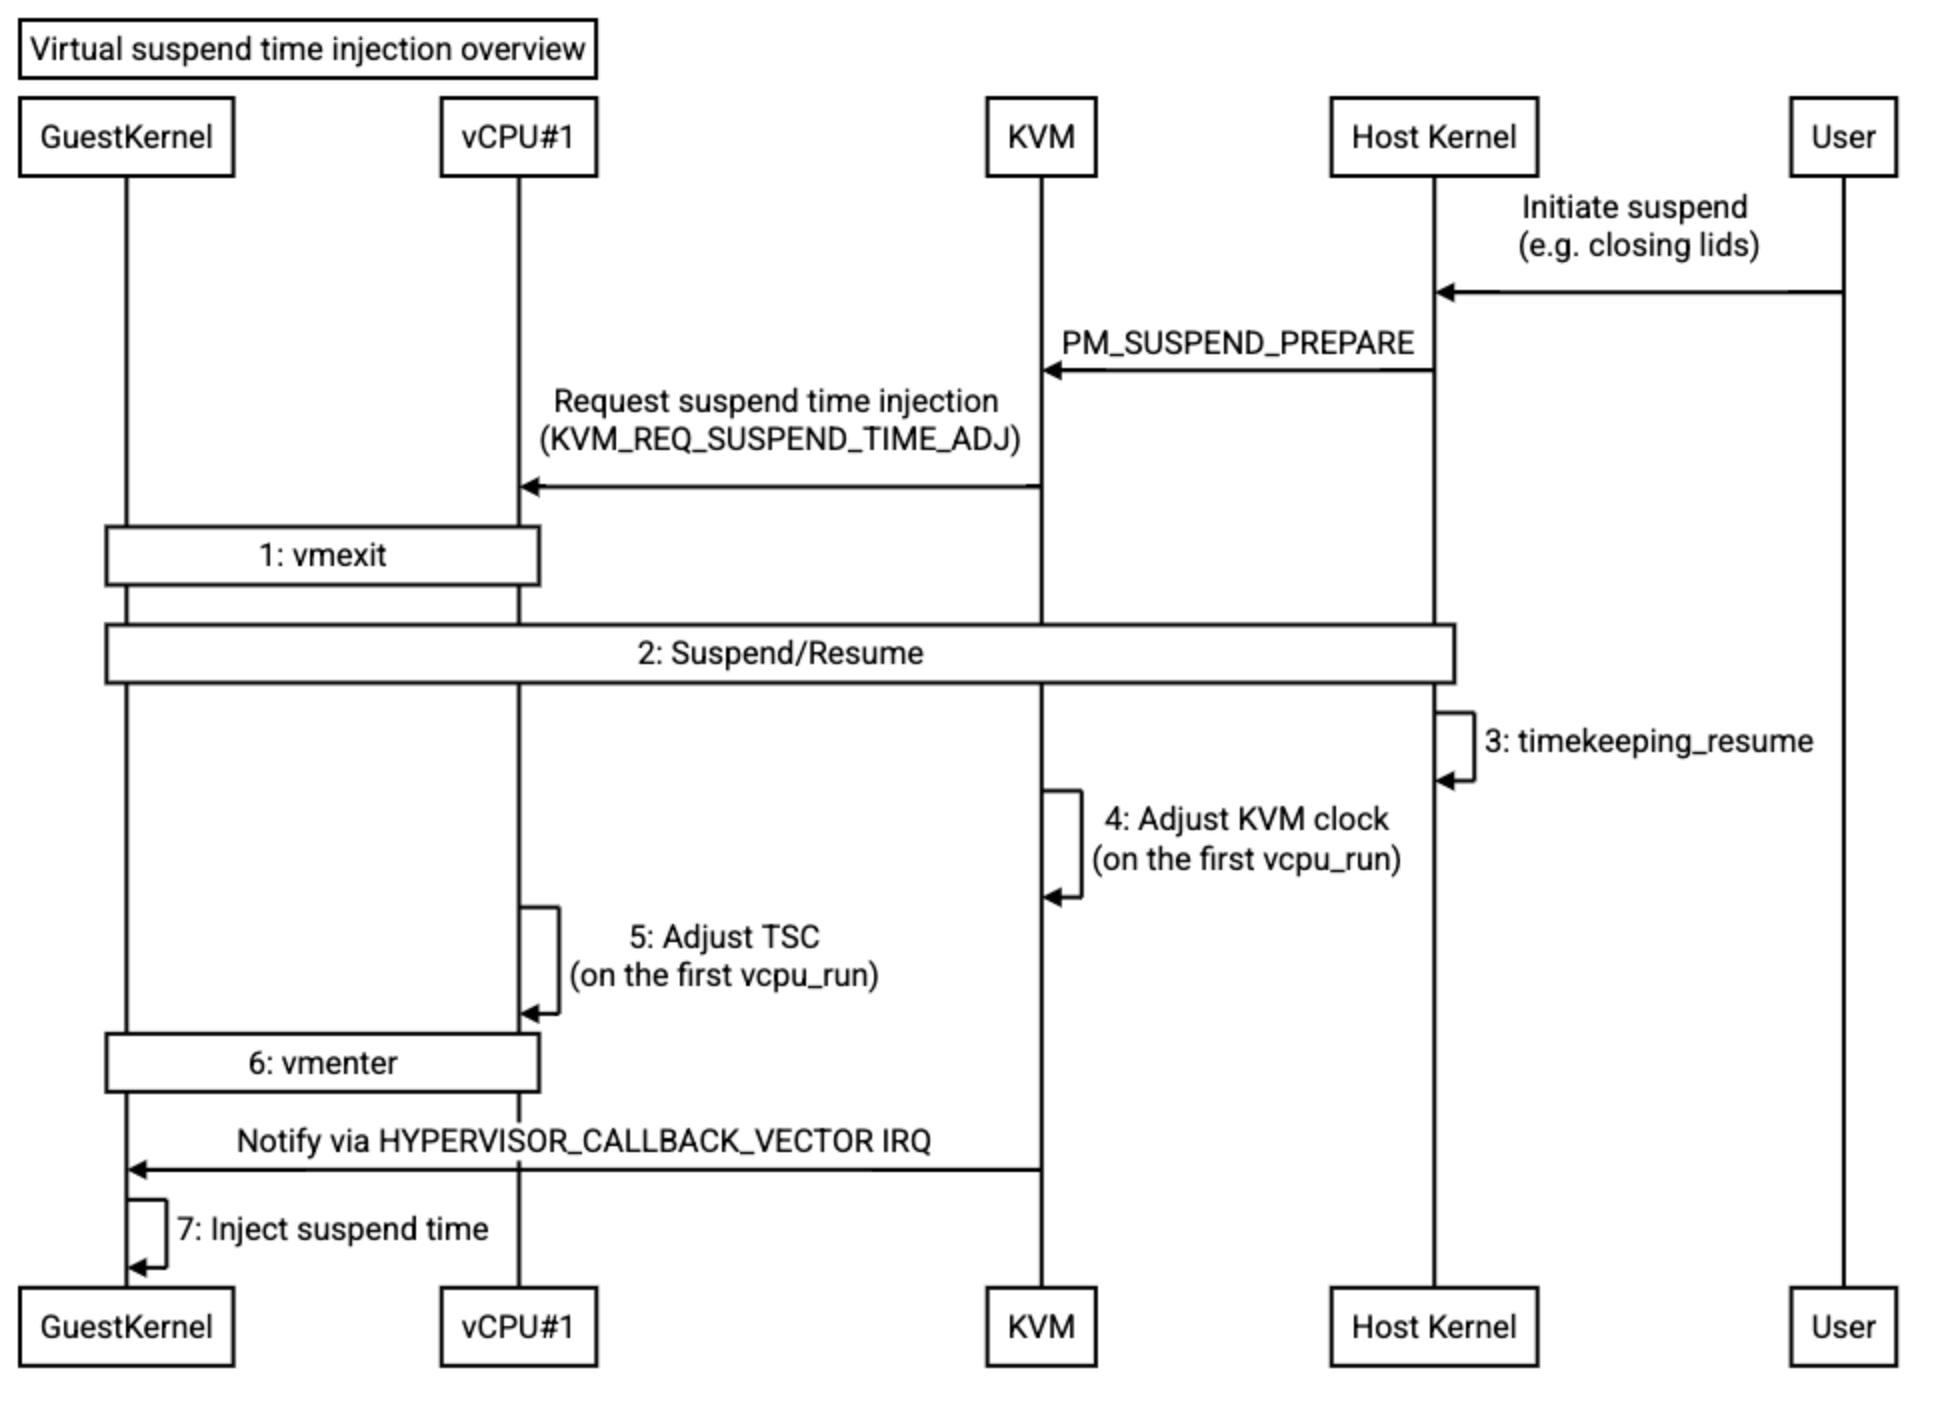 Virtual suspend time injection overview
GuestKernel
vCPU#1
KVM
Host Kernel
User
Initiate suspend
(e.g. closing lids)
PM_SUSPEND_PREPARE
Request suspend time injection
(KVM_REQ_SUSPEND_TIME_ADJ)
1: vmexit
2: Suspend/Resume
3: timekeeping_resume
4: Adjust KVM clock
(on the first vcpu_run)
5: Adjust TSC
(on the first vcpu_run)
6: vmenter
Notify via HYPERVISOR_CALLBACK_VECTOR IRQ
7: Inject suspend time
GuestKernel
vCPU#1
KVM
Host Kernel
User